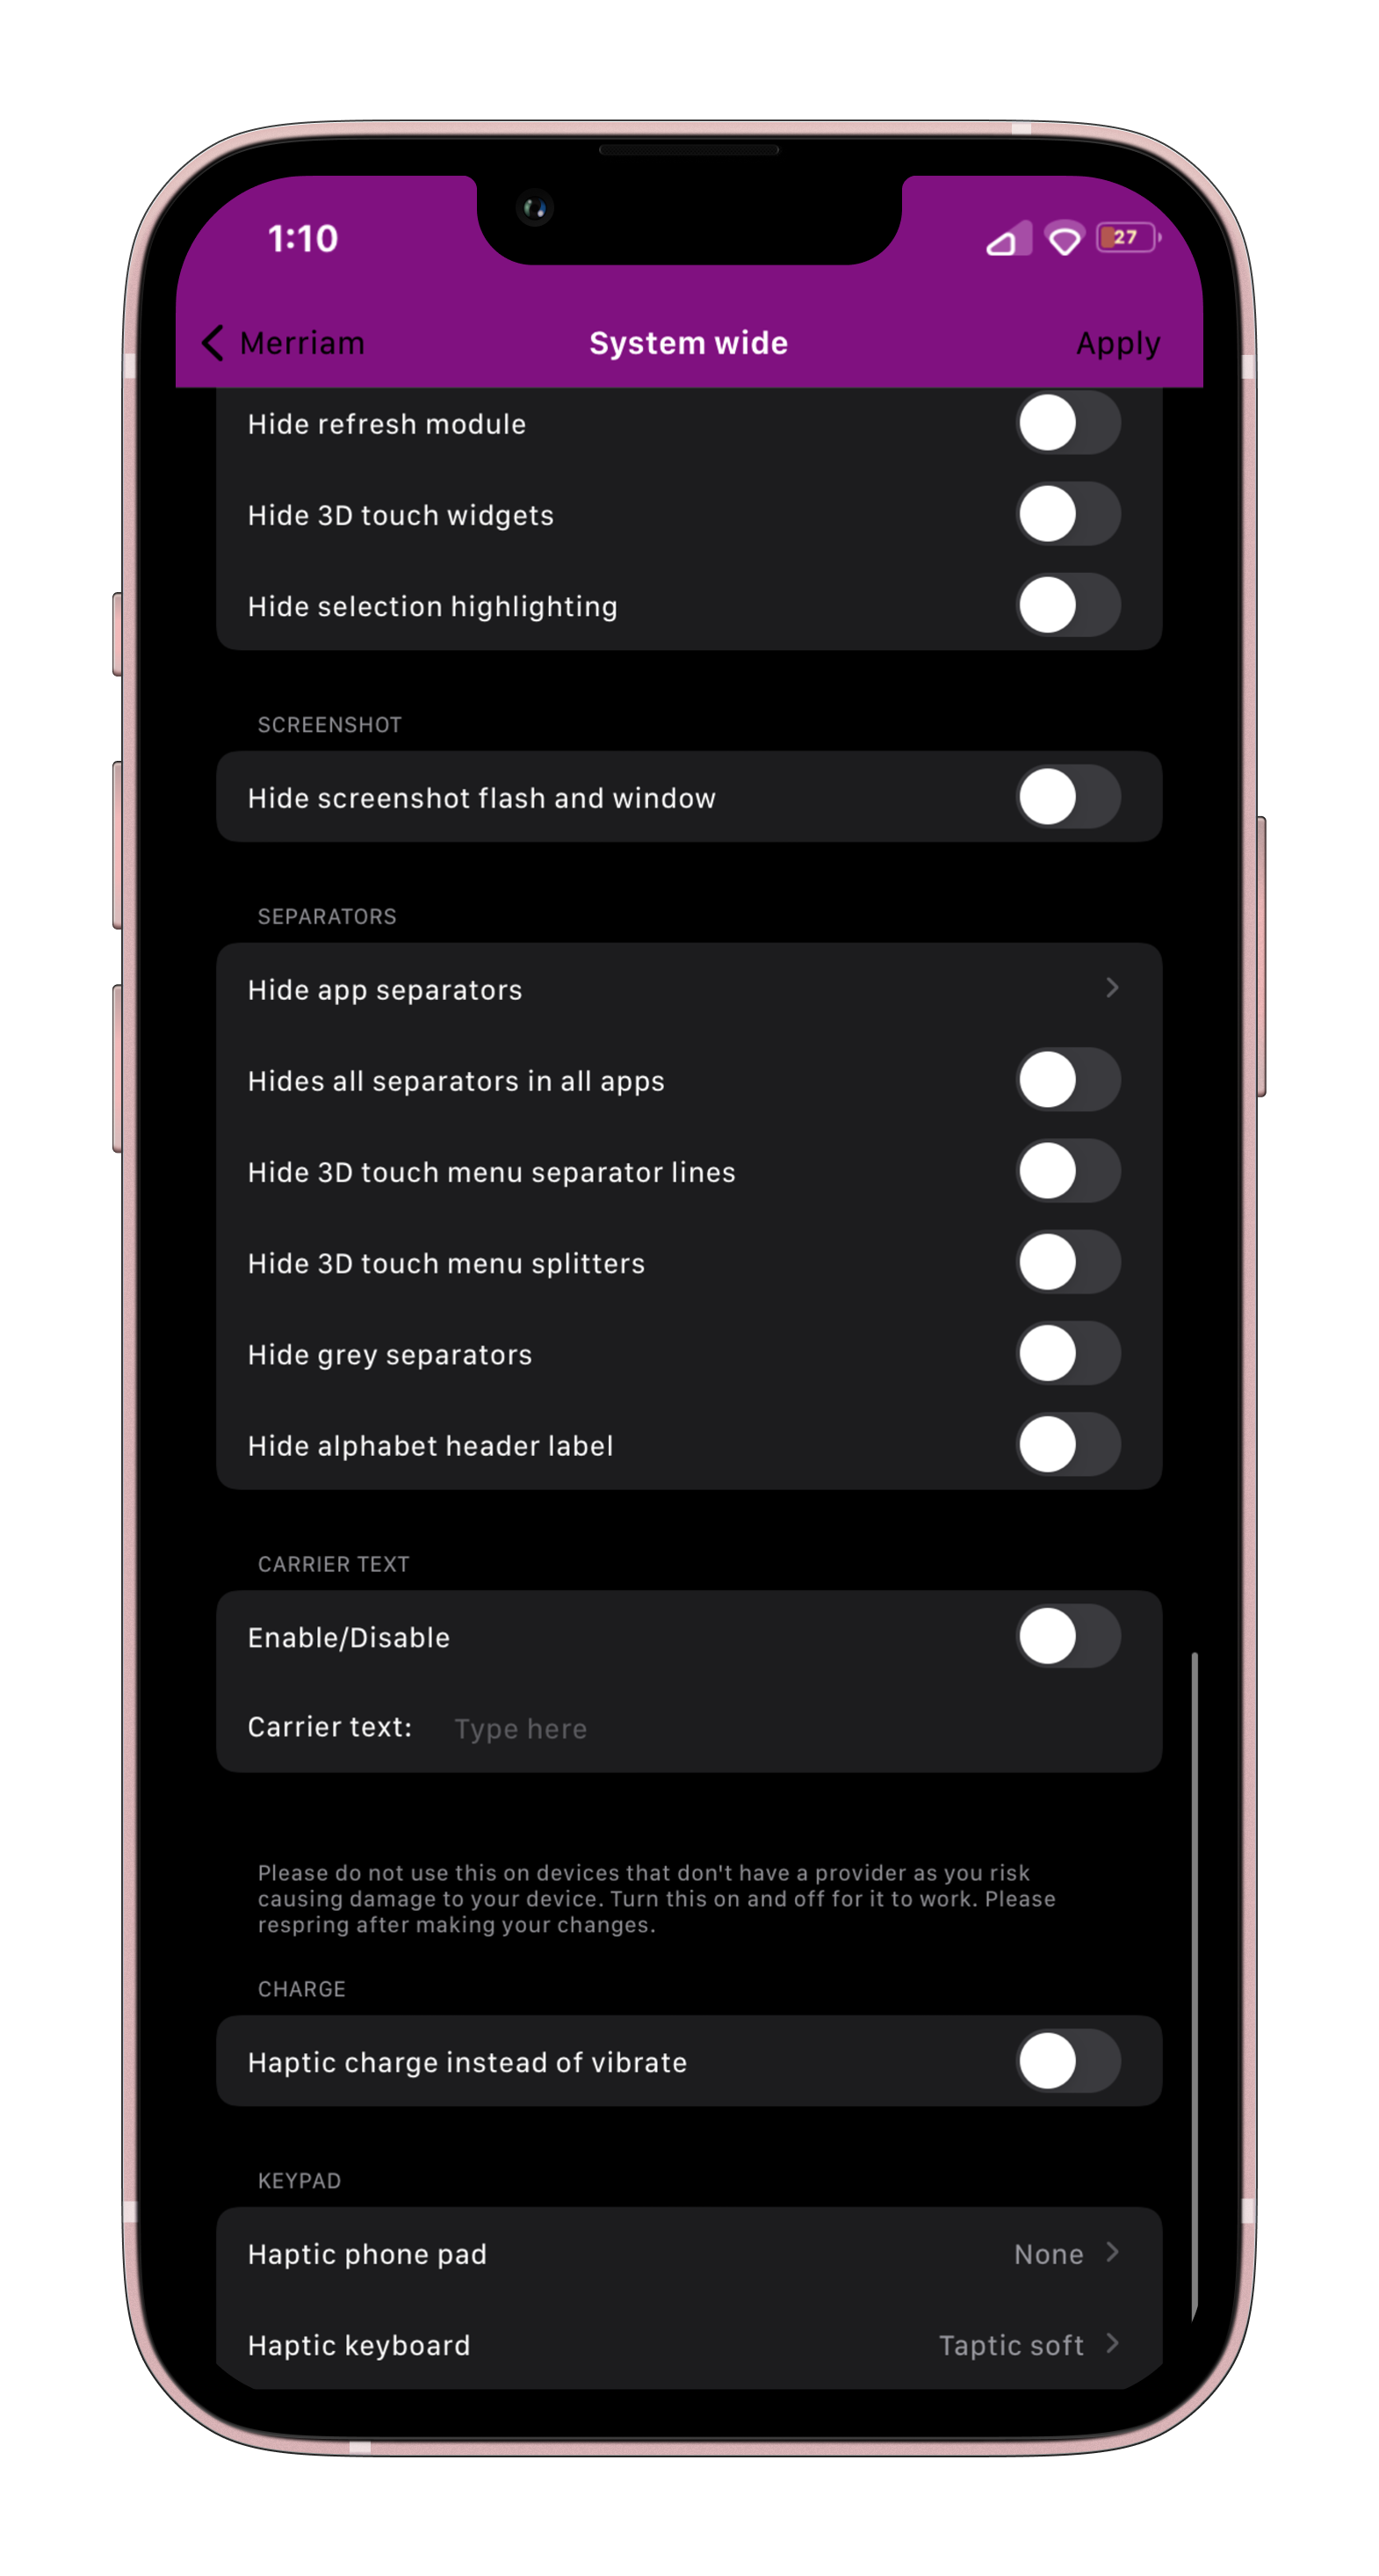 1:10
27
Merriam
System wide
Apply
Hide refresh module
Hide 3D touch widgets
Hide selection highlighting
SCREENSHOT
Hide screenshot flash and window
SEPARATORS
Hide app separators
Hides all separators in all apps
Hide 3D touch menu separator lines
Hide 3D touch menu splitters
Hide grey separators
Hide alphabet header label
CARRIER TEXT
Enable/Disable
Carrier text: Type here
Please do not use this on devices that don't have a provider as you risk
causing damage to your device. Turn this on and off for it to work. Please
respring after making your changes.
CHARGE
Haptic charge instead of vibrate
KEYPAD
Haptic phone pad None
Haptic keyboard Taptic soft